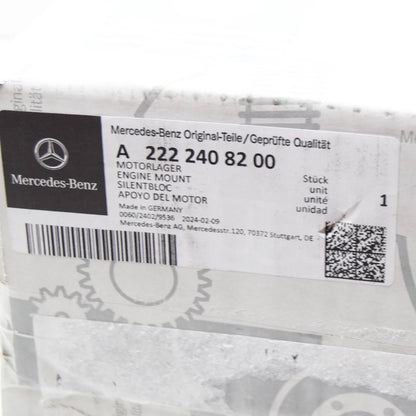 Mercedes-Benz Original-Teile/Geprüfte Qualität
A 222 240 82 00
MOTORLAGER
ENGINE MOUNT
SILENTBLOC
APOYO DEL MOTOR
Stück
unit
unité
unidad
1
Made in GERMANY
0060/2402/9536 2024-02-09
Mercedes-Benz AG, Mercedesstr.120, 70372 Stuttgart, DE
Mercedes-Benz